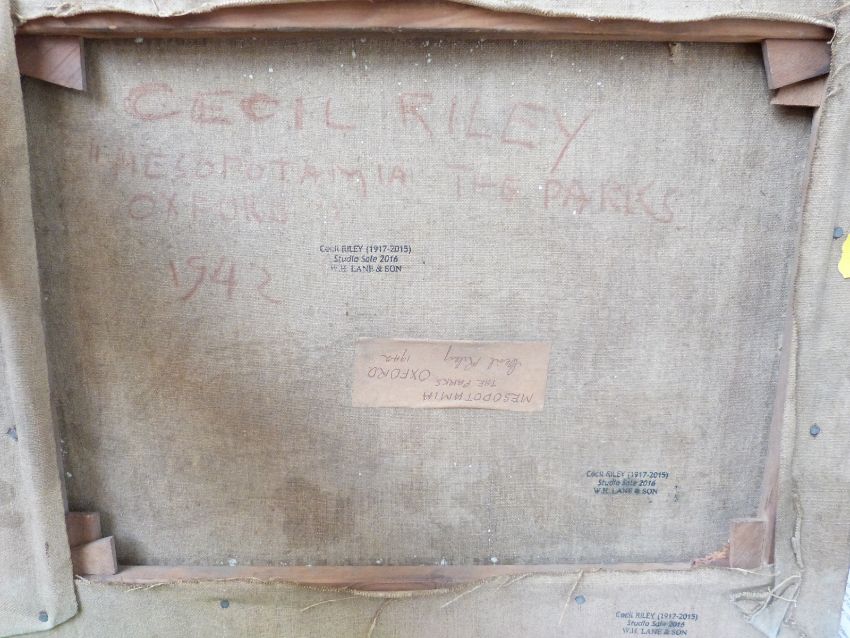 CECIL RILEY
"MESOPOTAMIA THE PARKS
OXFORD"
1942
Cecil RILEY (1917-2015)
Studio Sale 2016
W.H. LANE & SON
MESOPOTAMIA
THE PARKS
OXFORD
Cecil Riley 1942
Cecil RILEY (1917-2015)
Studio Sale 2016
W.H. LANE & SON
Cecil RILEY (1917-2015)
Studio Sale 2016
W.H. LANE & SON